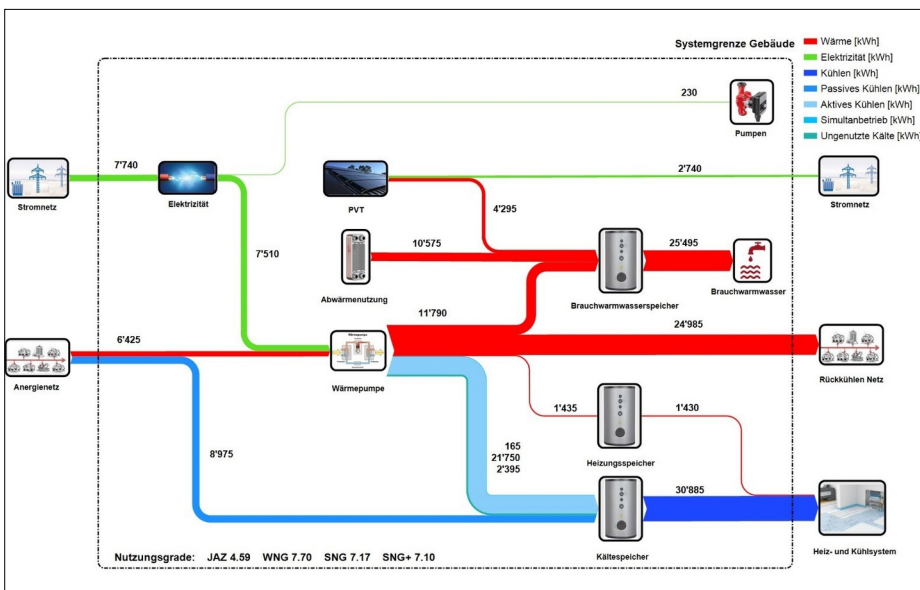 Systemgrenze Gebäude
Wärme [kWh]
Elektrizität [kWh]
Kühlen [kWh]
Passives Kühlen [kWh]
Aktives Kühlen [kWh]
Simultanbetrieb [kWh]
Ungenutzte Kälte [kWh]
230
Pumpen
7'740
2'740
Stromnetz
Elektrizität
PVT
Stromnetz
4'295
7'510
10'575
25'495
Abwärmenutzung
Brauchwarmwasserspeicher
Brauchwarmwasser
11'790
24'985
6'425
Anergienetz
Wärmepumpe
Rückkühlen Netz
1'435
1'430
165
21'750
2'395
Heizungsspeicher
8'975
30'885
Kältespeicher
Heiz- und Kühlsystem
Nutzungsgrade: JAZ 4.59 WNG 7.70 SNG 7.17 SNG+ 7.10